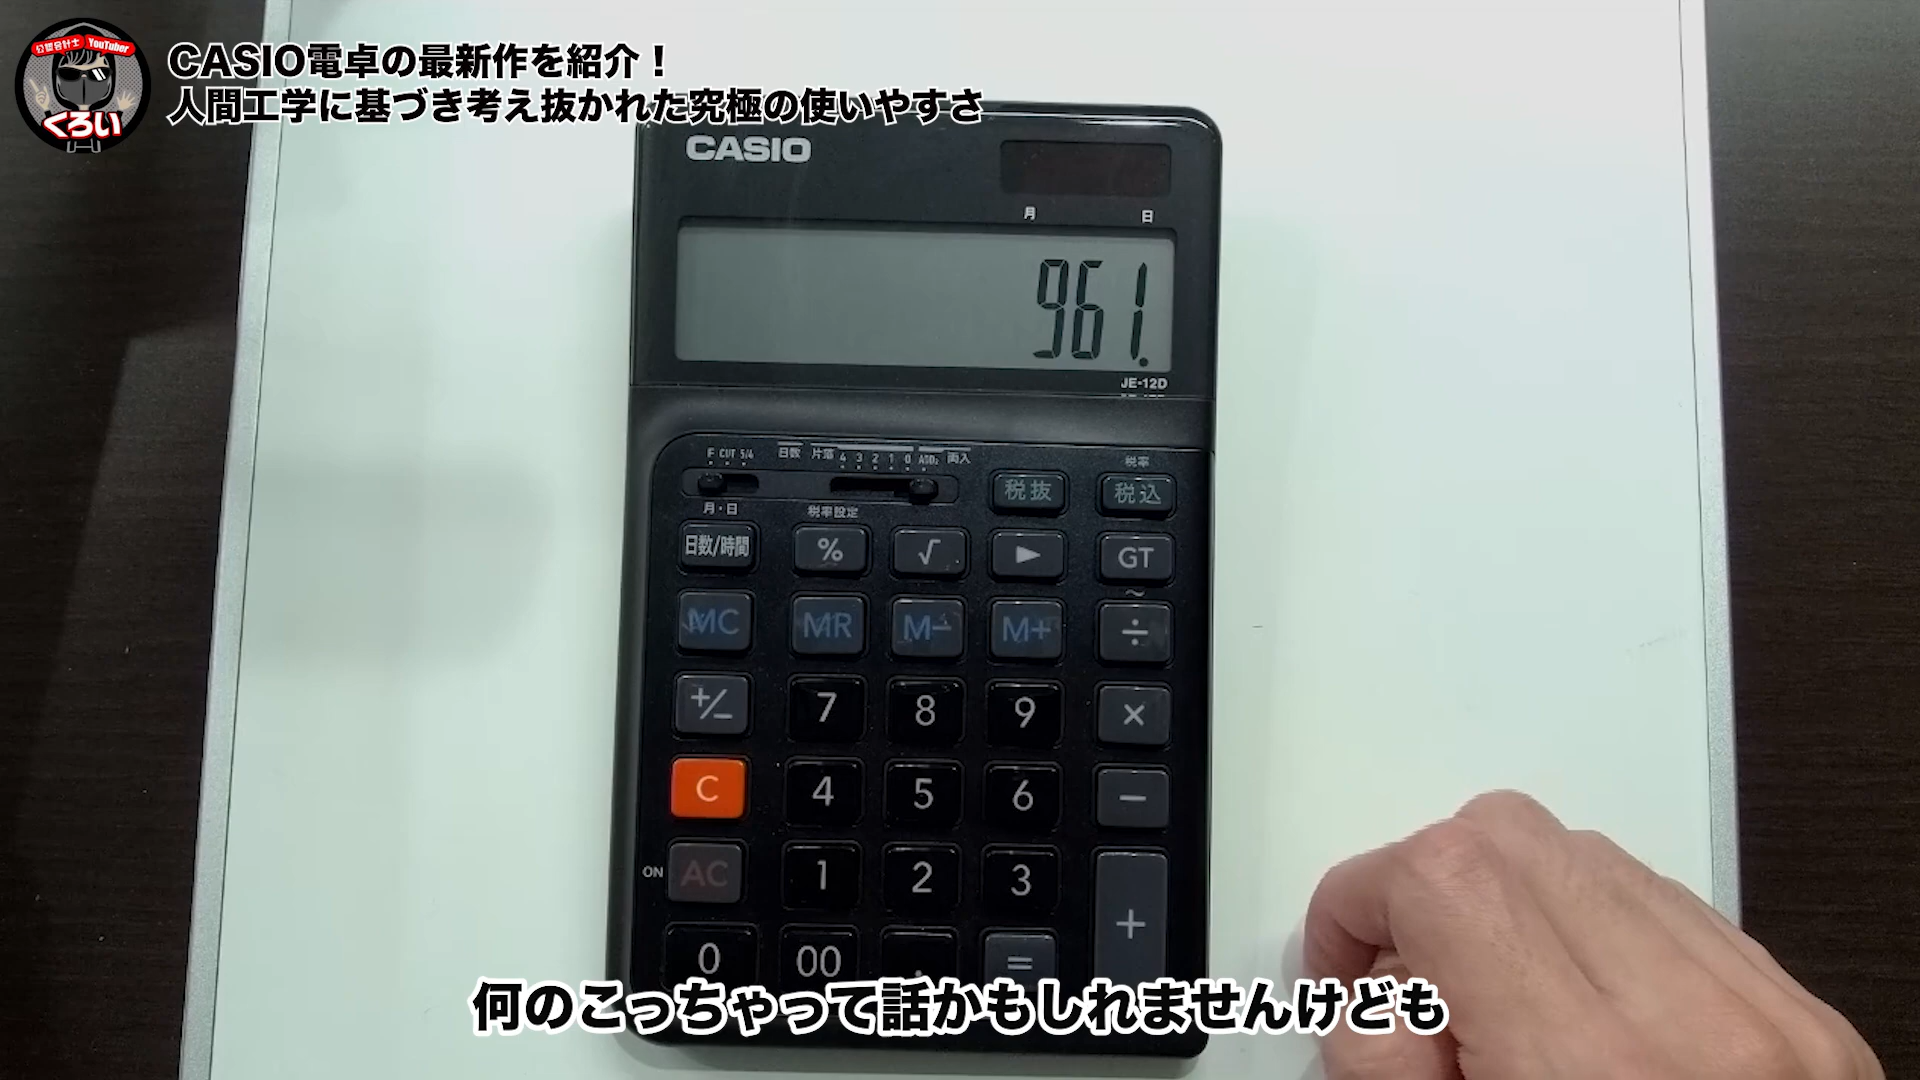 公認会計士 YouTuber
くろい
CASIO電卓の最新作を紹介！
人間工学に基づき考え抜かれた究極の使いやすさ
CASIO
月 日
961.
JE-12D
F CUT 5/4 日数 片落 4 3 2 1 0 ADD₂ 両入
税率
税抜 税込
月・日 税率設定
日数/時間 % √ ▶ GT
MC MR M− M+ ÷
+/− 7 8 9 ×
C 4 5 6 −
ON AC 1 2 3 +
0 00 . =
何のこっちゃって話かもしれませんけども